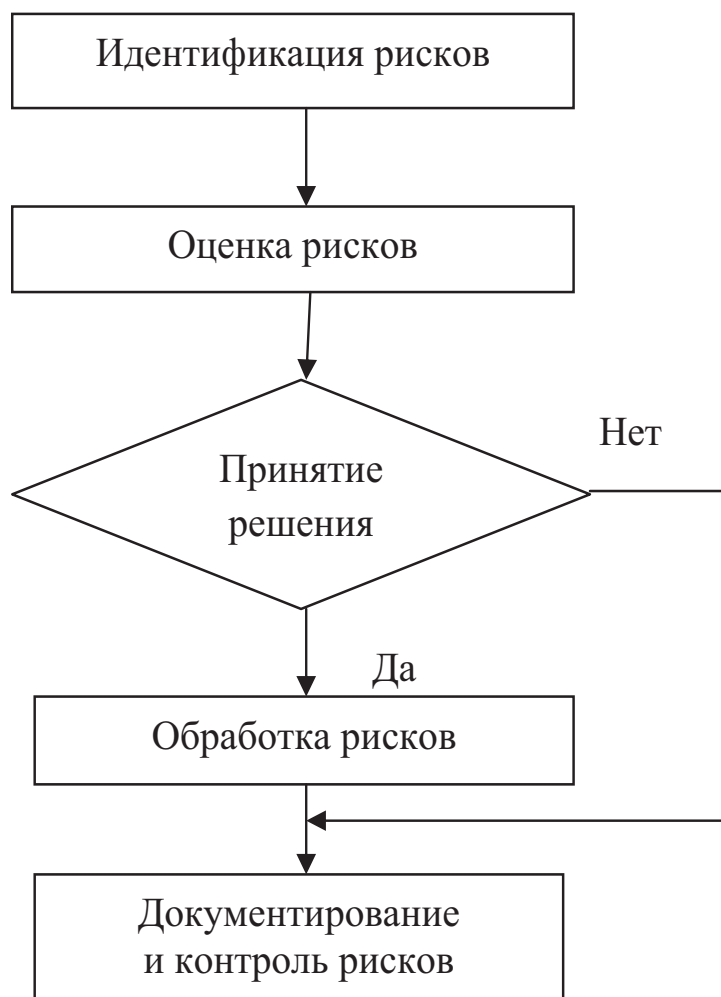 Идентификация рисков
Оценка рисков
Нет
Принятие
решения
Да
Обработка рисков
Документирование
и контроль рисков